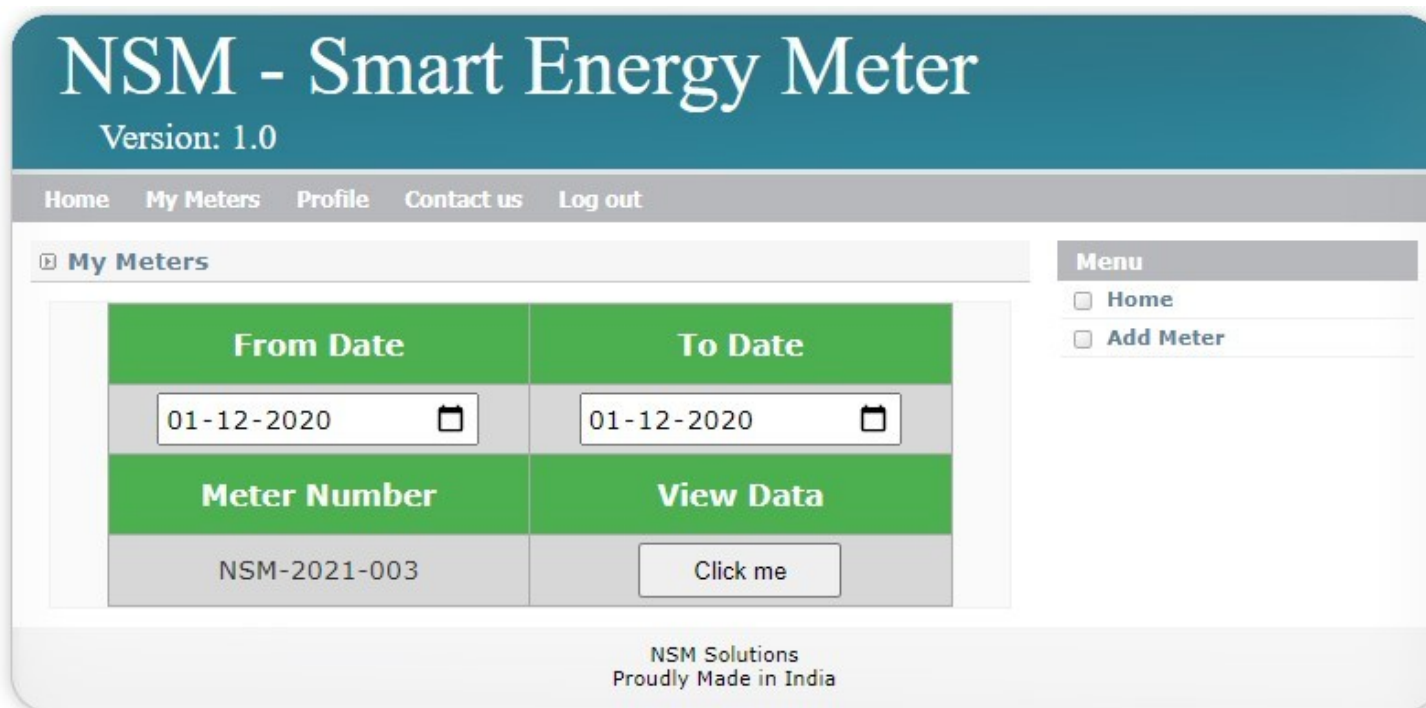 NSM - Smart Energy Meter
Version: 1.0
Home My Meters Profile Contact us Log out
My Meters
Menu
Home
Add Meter
From Date To Date
01-12-2020 01-12-2020
Meter Number View Data
NSM-2021-003 Click me
NSM Solutions
Proudly Made in India